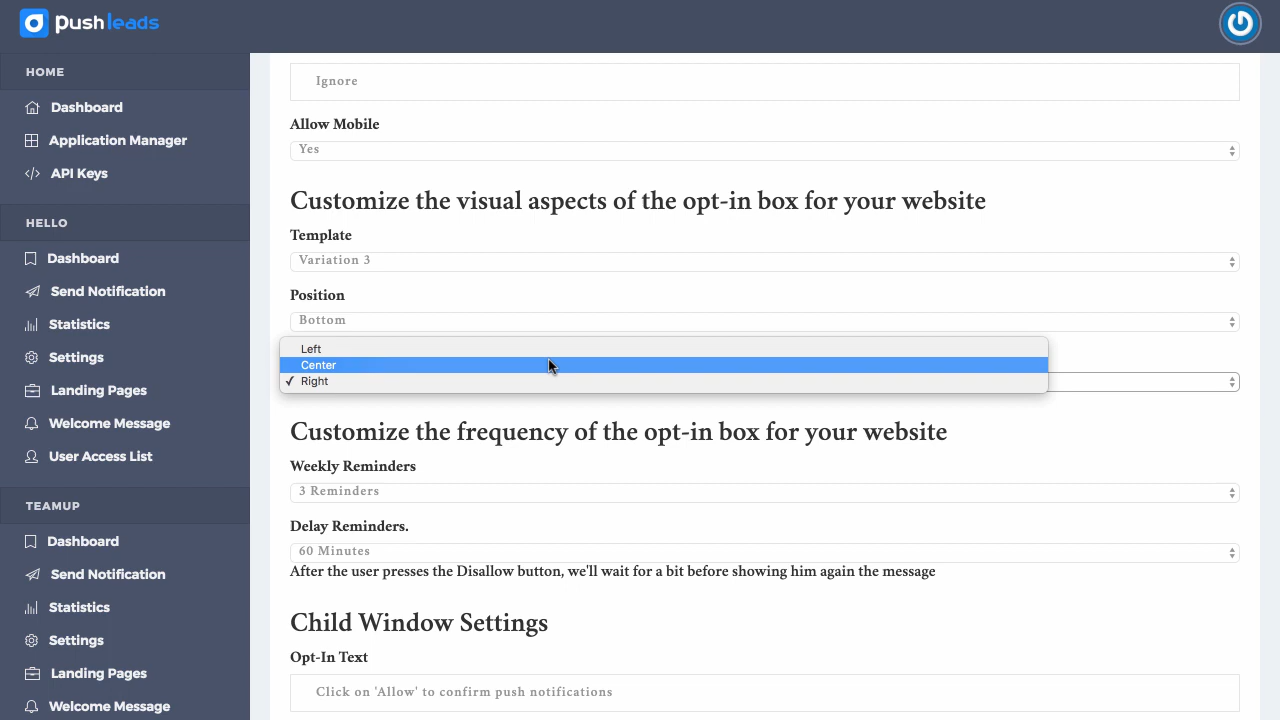 pushleads
HOME
Dashboard
Application Manager
API Keys
HELLO
Dashboard
Send Notification
Statistics
Settings
Landing Pages
Welcome Message
User Access List
TEAMUP
Dashboard
Send Notification
Statistics
Settings
Landing Pages
Welcome Message
Ignore
Allow Mobile
Yes
Customize the visual aspects of the opt-in box for your website
Template
Variation 3
Position
Bottom
Left
Center
✓ Right
Customize the frequency of the opt-in box for your website
Weekly Reminders
3 Reminders
Delay Reminders.
60 Minutes
After the user presses the Disallow button, we'll wait for a bit before showing him again the message
Child Window Settings
Opt-In Text
Click on 'Allow' to confirm push notifications